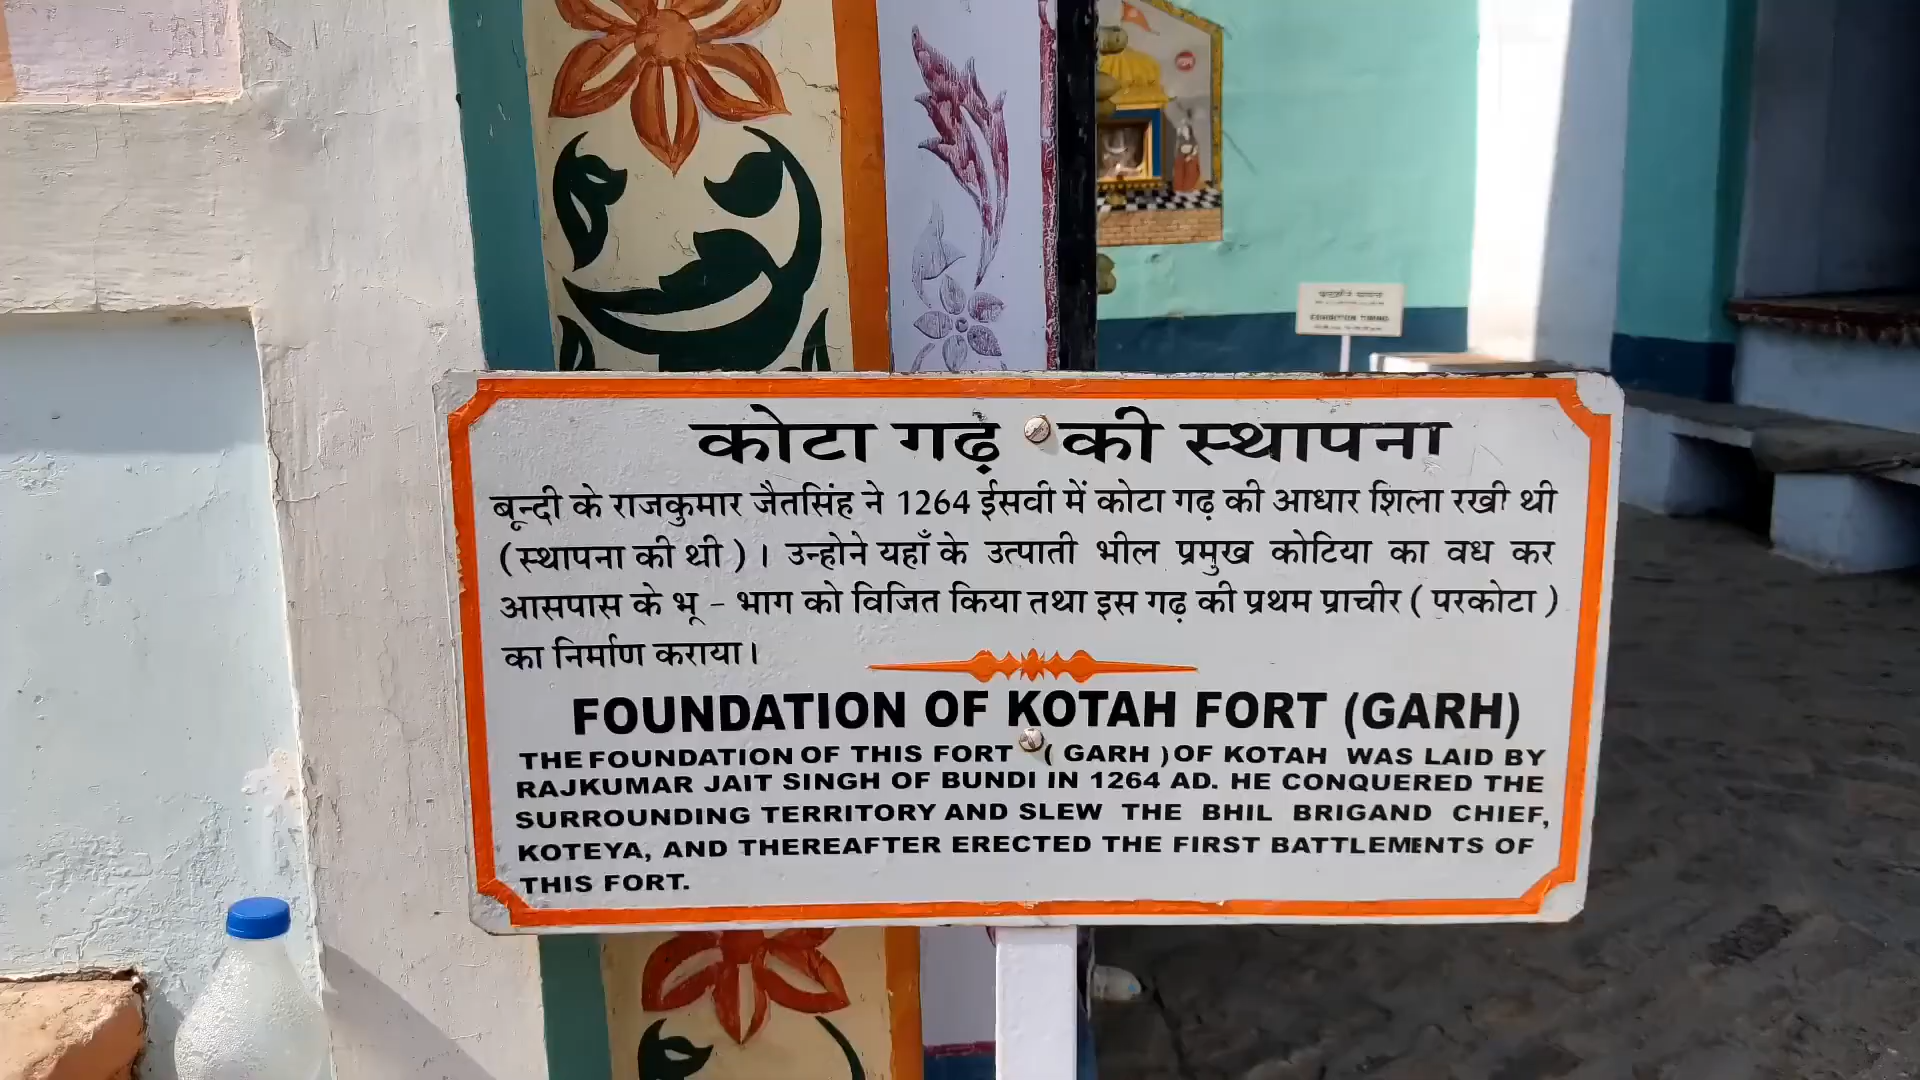 कोटा गढ़ की स्थापना
बून्दी के राजकुमार जैतसिंह ने 1264 ईसवी में कोटा गढ़ की आधार शिला रखी थी
(स्थापना की थी)। उन्होने यहाँ के उत्पाती भील प्रमुख कोटिया का वध कर
आसपास के भू - भाग को विजित किया तथा इस गढ़ की प्रथम प्राचीर ( परकोटा )
का निर्माण कराया।
FOUNDATION OF KOTAH FORT (GARH)
THE FOUNDATION OF THIS FORT ( GARH ) OF KOTAH WAS LAID BY
RAJKUMAR JAIT SINGH OF BUNDI IN 1264 AD. HE CONQUERED THE
SURROUNDING TERRITORY AND SLEW THE BHIL BRIGAND CHIEF,
KOTEYA, AND THEREAFTER ERECTED THE FIRST BATTLEMENTS OF
THIS FORT.
EXHIBITION TIMING